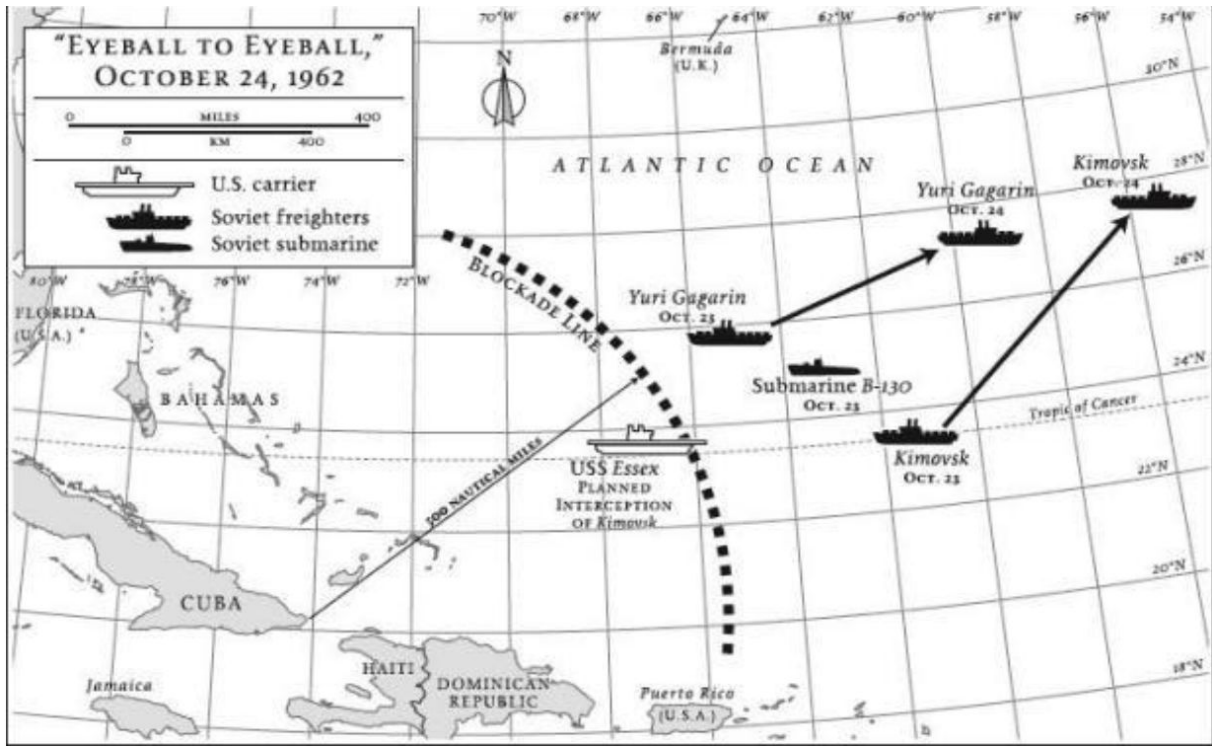 "EYEBALL TO EYEBALL,"
OCTOBER 24, 1962
0 MILES 400
0 KM 400
U.S. carrier
Soviet freighters
Soviet submarine
70°W 68°W 66°W 64°W 62°W 60°W 58°W 56°W 54°W
Bermuda
(U.K.)
N
30°N
ATLANTIC OCEAN
Kimovsk
OCT. 24
28°N
Yuri Gagarin
OCT. 24
26°N
80°W 78°W 76°W 74°W 72°W
BLOCKADE LINE
FLORIDA
(U.S.A.)
Yuri Gagarin
OCT. 23
24°N
Submarine B-130
OCT. 23
BAHAMAS
Tropic of Cancer
Kimovsk
OCT. 23
22°N
USS Essex
PLANNED
INTERCEPTION
OF Kimovsk
500 NAUTICAL MILES
20°N
CUBA
HAITI
DOMINICAN
REPUBLIC
18°N
Jamaica
Puerto Rico
(U.S.A.)